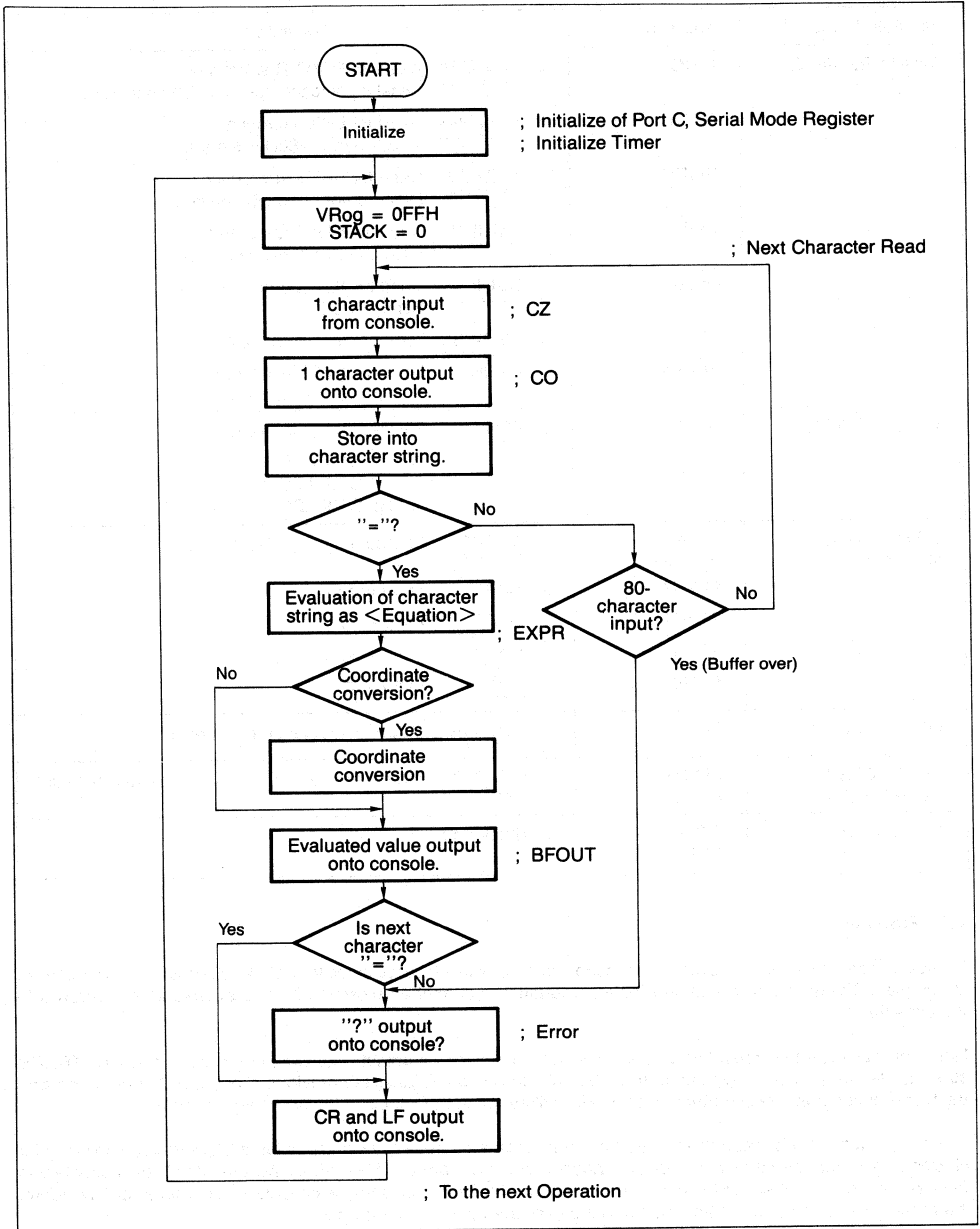 START
Initialize
; Initialize of Port C, Serial Mode Register
; Initialize Timer
VRog = 0FFH
STACK = 0
; Next Character Read
1 charactr input
from console.
; CZ
1 character output
onto console.
; CO
Store into
character string.
''=''?
No
Yes
80-
character
input?
No
Evaluation of character
string as <Equation>
; EXPR
Yes (Buffer over)
No
Coordinate
conversion?
Yes
Coordinate
conversion
Evaluated value output
onto console.
; BFOUT
Yes
Is next
character
''=''?
No
''?'' output
onto console?
; Error
CR and LF output
onto console.
; To the next Operation